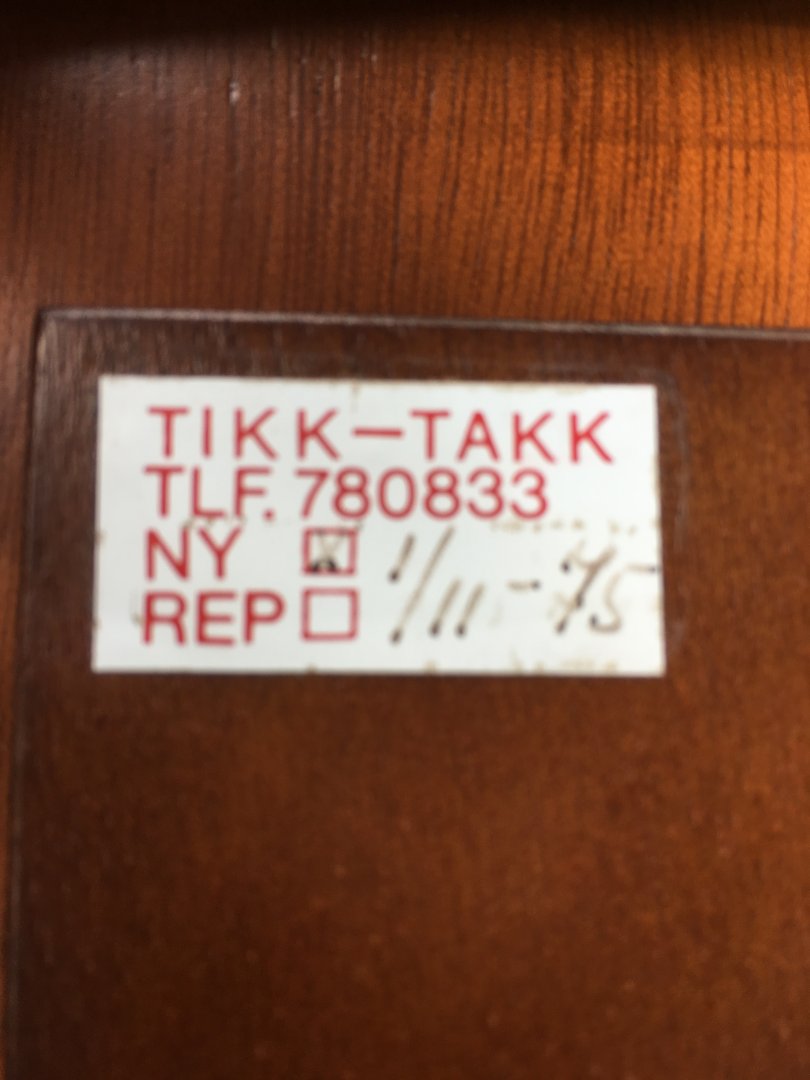 TIKK-TAKK
TLF. 780833
NY X 1/11-75
REP